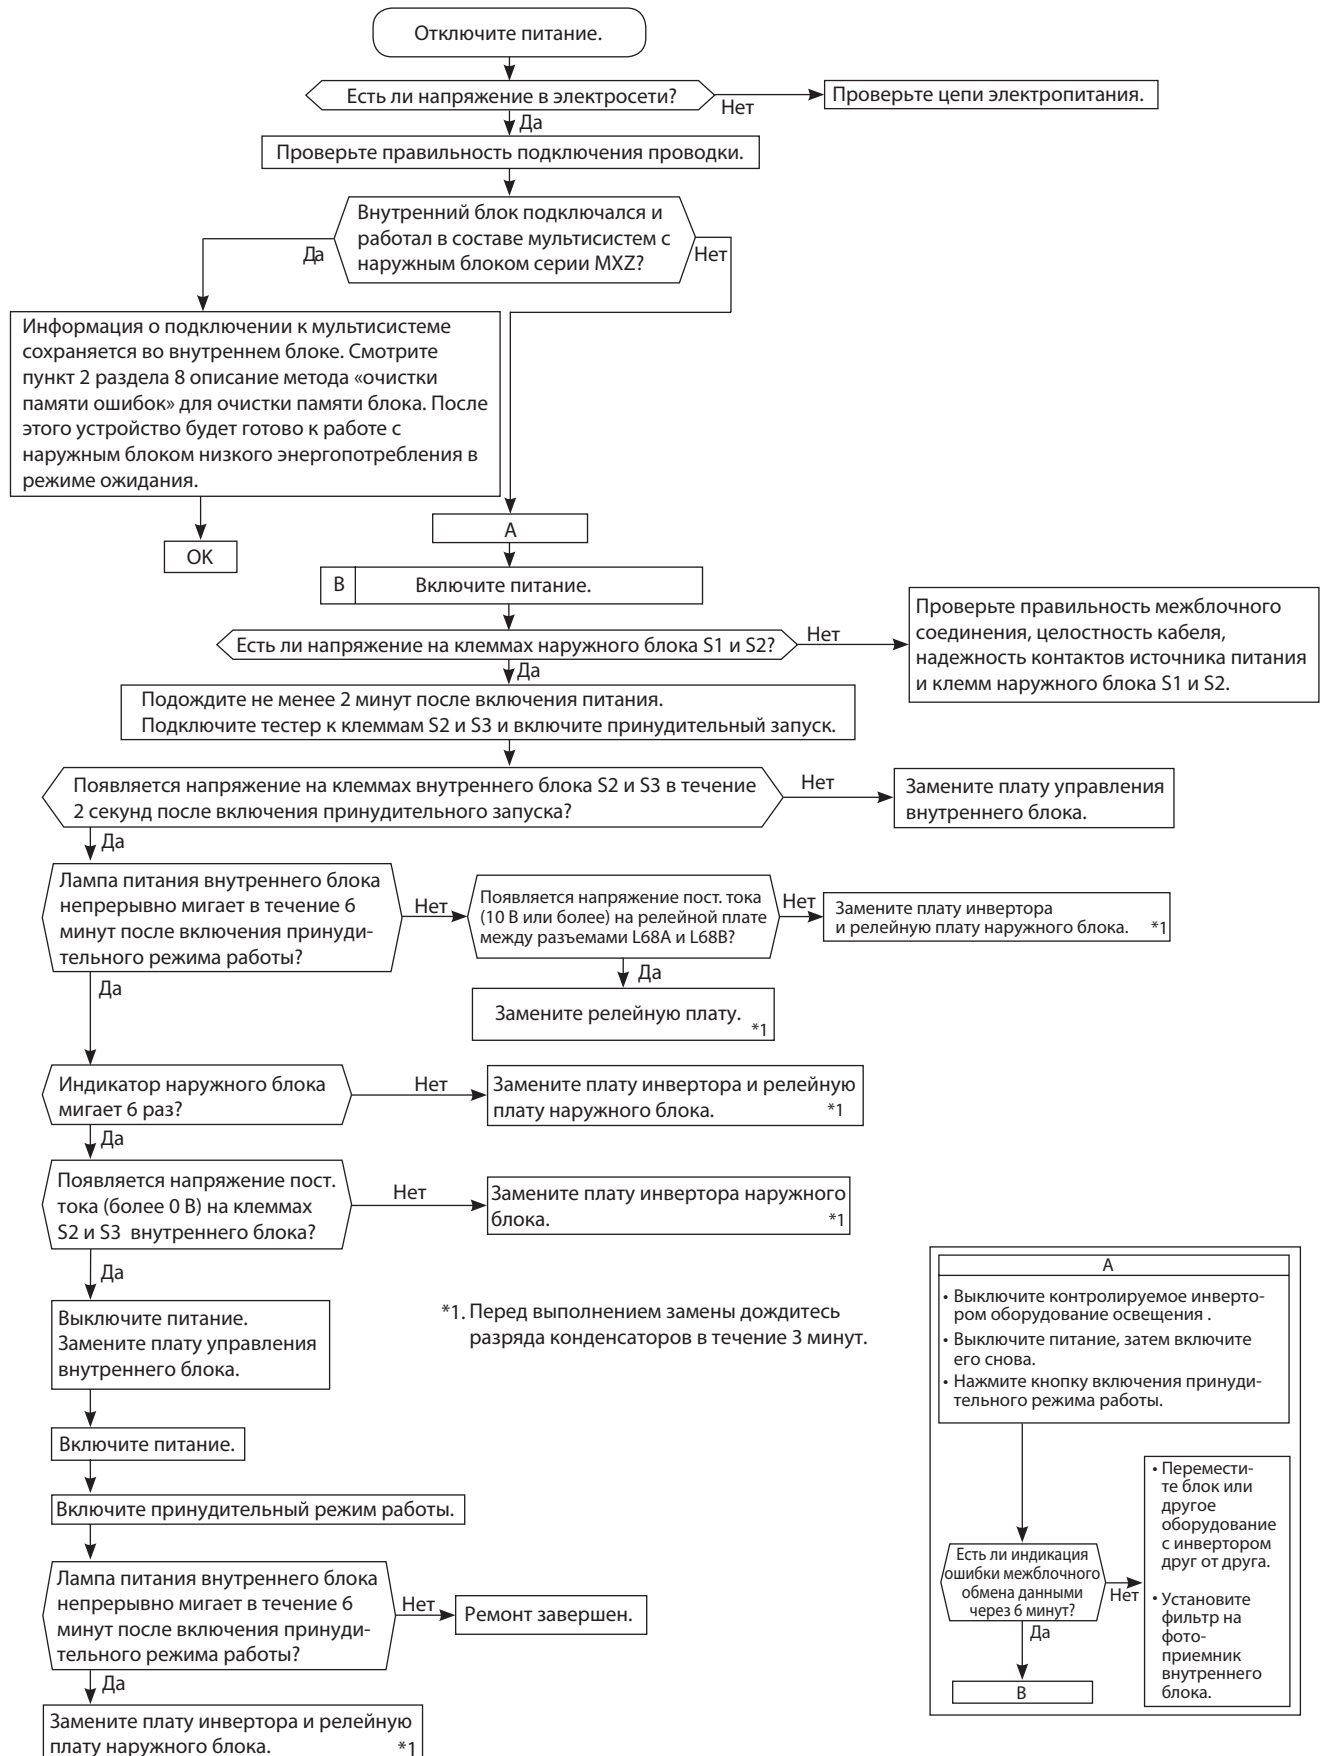 Отключите питание.
Есть ли напряжение в электросети?
Нет
Проверьте цепи электропитания.
Да
Проверьте правильность подключения проводки.
Внутренний блок подключался и
работал в составе мультисистем с
наружным блоком серии MXZ?
Да
Нет
Информация о подключении к мультисистеме
сохраняется во внутреннем блоке. Смотрите
пункт 2 раздела 8 описание метода «очистки
памяти ошибок» для очистки памяти блока. После
этого устройство будет готово к работе с
наружным блоком низкого энергопотребления в
режиме ожидания.
OK
A
B
Включите питание.
Есть ли напряжение на клеммах наружного блока S1 и S2?
Нет
Проверьте правильность межблочного
соединения, целостность кабеля,
надежность контактов источника питания
и клемм наружного блока S1 и S2.
Да
Подождите не менее 2 минут после включения питания.
Подключите тестер к клеммам S2 и S3 и включите принудительный запуск.
Появляется напряжение на клеммах внутреннего блока S2 и S3 в течение
2 секунд после включения принудительного запуска?
Нет
Замените плату управления
внутреннего блока.
Да
Лампа питания внутреннего блока
непрерывно мигает в течение 6
минут после включения принуди-
тельного режима работы?
Нет
Появляется напряжение пост. тока
(10 В или более) на релейной плате
между разъемами L68A и L68B?
Нет
Замените плату инвертора
и релейную плату наружного блока. *1
Да
Замените релейную плату.
*1
Да
Индикатор наружного блока
мигает 6 раз?
Нет
Замените плату инвертора и релейную
плату наружного блока. *1
Да
Появляется напряжение пост.
тока (более 0 В) на клеммах
S2 и S3 внутреннего блока?
Нет
Замените плату инвертора наружного
блока. *1
Да
Выключите питание.
Замените плату управления
внутреннего блока.
*1. Перед выполнением замены дождитесь
разряда конденсаторов в течение 3 минут.
Включите питание.
Включите принудительный режим работы.
Лампа питания внутреннего блока
непрерывно мигает в течение 6
минут после включения принуди-
тельного режима работы?
Нет
Ремонт завершен.
Да
Замените плату инвертора и релейную
плату наружного блока. *1
A
• Выключите контролируемое инверто-
ром оборудование освещения .
• Выключите питание, затем включите
его снова.
• Нажмите кнопку включения принуди-
тельного режима работы.
Есть ли индикация
ошибки межблочного
обмена данными
через 6 минут?
Нет
• Перемести-
те блок или
другое
оборудование
с инвертором
друг от друга.
• Установите
фильтр на
фото-
приемник
внутреннего
блока.
Да
B